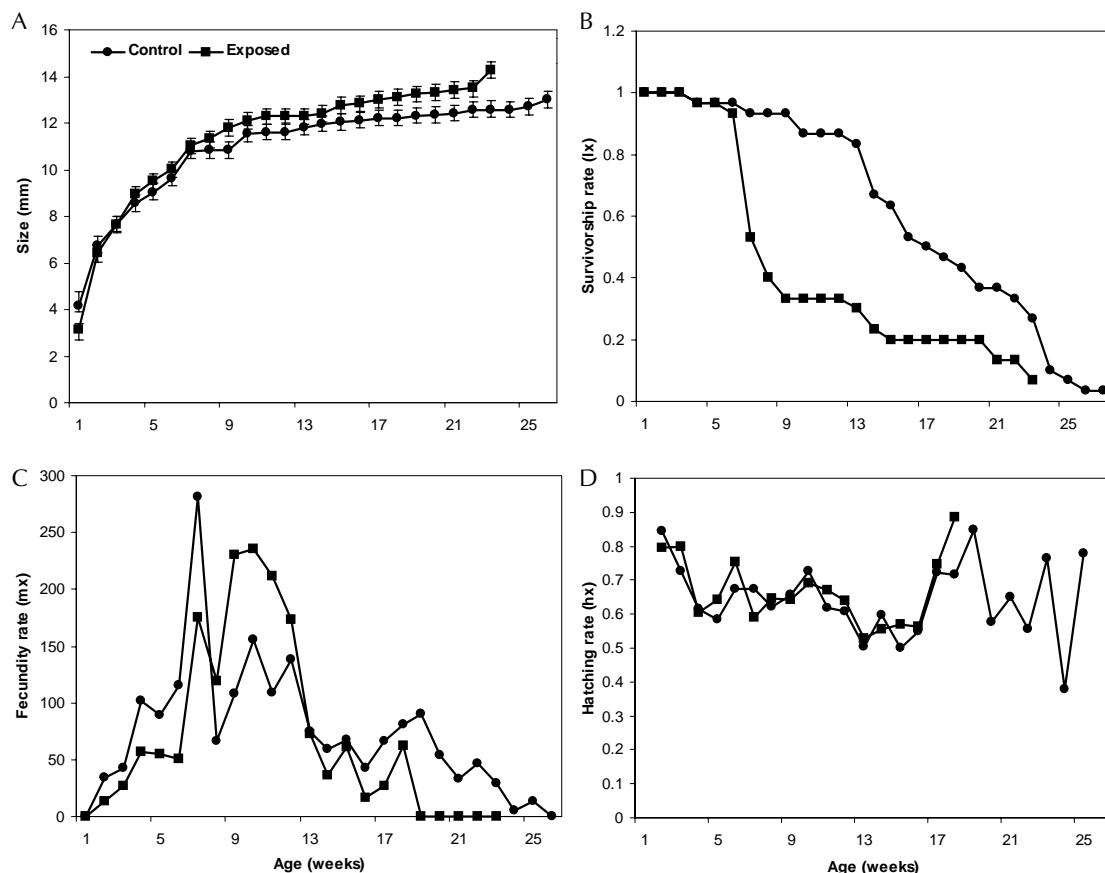 A
16
14
12
10
8
6
4
2
0
Size (mm)
Control Exposed
1 5 9 13 17 21 25
B
1.2
1
0.8
0.6
0.4
0.2
0
Survivorship rate (lx)
1 5 9 13 17 21 25
C
300
250
200
150
100
50
0
Fecundity rate (mx)
1 5 9 13 17 21 25
Age (weeks)
D
1
0.9
0.8
0.7
0.6
0.5
0.4
0.3
0.2
0.1
0
Hatching rate (hx)
1 5 9 13 17 21 25
Age (weeks)